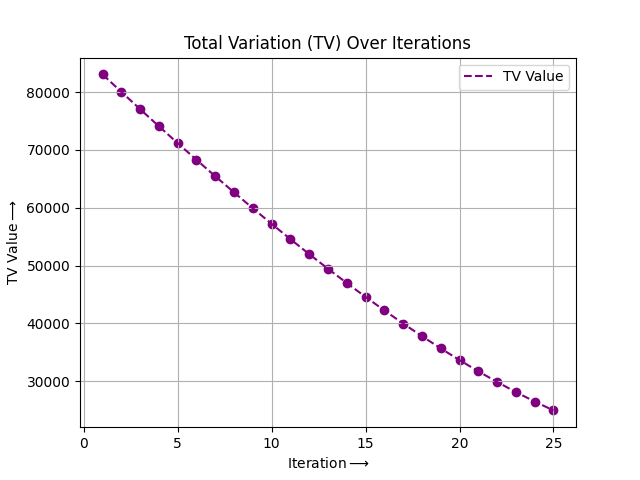 Total Variation (TV) Over Iterations
TV Value
TV Value⟶
80000
70000
60000
50000
40000
30000
0 5 10 15 20 25
Iteration⟶